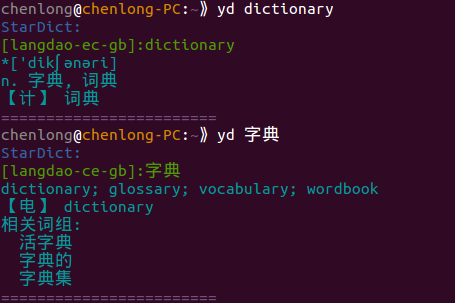 chenlong@chenlong-PC:~⟫ yd dictionary
StarDict:
[langdao-ec-gb]:dictionary
*['dikʃənəri]
n. 字典, 词典
【计】 词典
========================
chenlong@chenlong-PC:~⟫ yd 字典
StarDict:
[langdao-ce-gb]:字典
dictionary; glossary; vocabulary; wordbook
【电】 dictionary
相关词组:
  活字典
  字典的
  字典集
========================